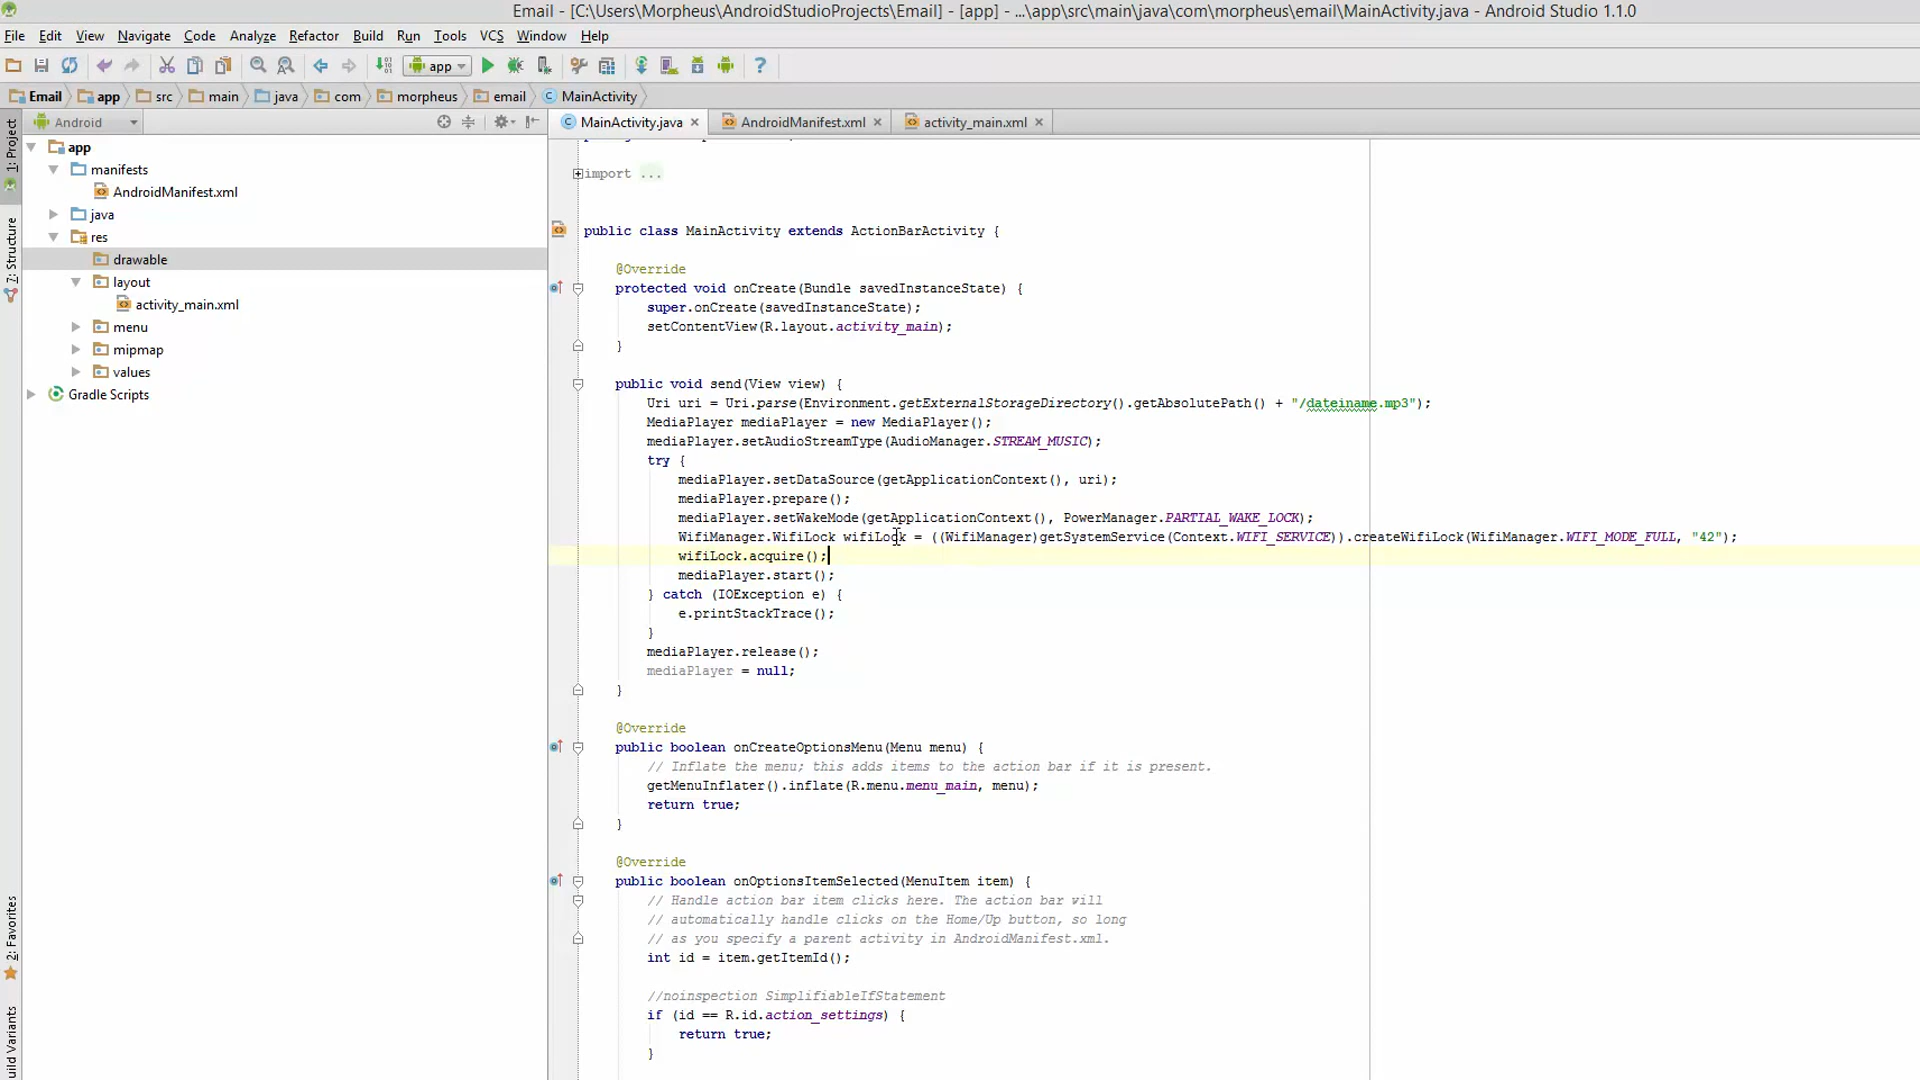 Email - [C:\Users\Morpheus\AndroidStudioProjects\Email] - [app] - ...\app\src\main\java\com\morpheus\email\MainActivity.java - Android Studio 1.1.0
File Edit View Navigate Code Analyze Refactor Build Run Tools VCS Window Help
app
Email app src main java com morpheus email MainActivity
Android
MainActivity.java AndroidManifest.xml activity_main.xml
1: Project
7: Structure
2: Favorites
uild Variants
app
manifests
AndroidManifest.xml
java
res
drawable
layout
activity_main.xml
menu
mipmap
values
Gradle Scripts
import ...
public class MainActivity extends ActionBarActivity {
@Override
protected void onCreate(Bundle savedInstanceState) {
super.onCreate(savedInstanceState);
setContentView(R.layout.activity_main);
}
public void send(View view) {
Uri uri = Uri.parse(Environment.getExternalStorageDirectory().getAbsolutePath() + "/dateiname.mp3");
MediaPlayer mediaPlayer = new MediaPlayer();
mediaPlayer.setAudioStreamType(AudioManager.STREAM_MUSIC);
try {
mediaPlayer.setDataSource(getApplicationContext(), uri);
mediaPlayer.prepare();
mediaPlayer.setWakeMode(getApplicationContext(), PowerManager.PARTIAL_WAKE_LOCK);
WifiManager.WifiLock wifiLock = ((WifiManager)getSystemService(Context.WIFI_SERVICE)).createWifiLock(WifiManager.WIFI_MODE_FULL, "42");
wifiLock.acquire();
mediaPlayer.start();
} catch (IOException e) {
e.printStackTrace();
}
mediaPlayer.release();
mediaPlayer = null;
}
@Override
public boolean onCreateOptionsMenu(Menu menu) {
// Inflate the menu; this adds items to the action bar if it is present.
getMenuInflater().inflate(R.menu.menu_main, menu);
return true;
}
@Override
public boolean onOptionsItemSelected(MenuItem item) {
// Handle action bar item clicks here. The action bar will
// automatically handle clicks on the Home/Up button, so long
// as you specify a parent activity in AndroidManifest.xml.
int id = item.getItemId();
//noinspection SimplifiableIfStatement
if (id == R.id.action_settings) {
return true;
}